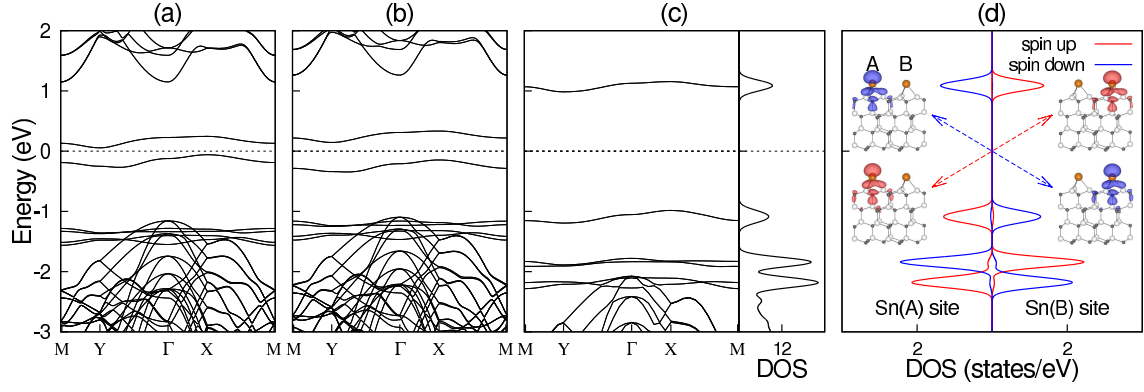 (a) (b) (c) (d)
2
1
0
-1
-2
-3
Energy (eV)
M Y Γ X M
M Y Γ X M
M Y Γ X M
12
DOS
A B
spin up
spin down
Sn(A) site Sn(B) site
2 2
DOS (states/eV)